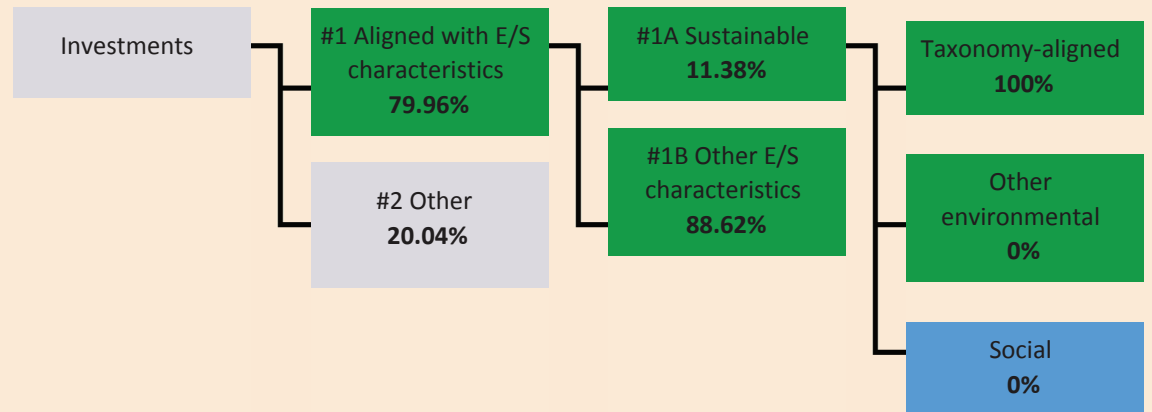 Investments
#1 Aligned with E/S
characteristics
79.96%
#2 Other
20.04%
#1A Sustainable
11.38%
#1B Other E/S
characteristics
88.62%
Taxonomy-aligned
100%
Other
environmental
0%
Social
0%